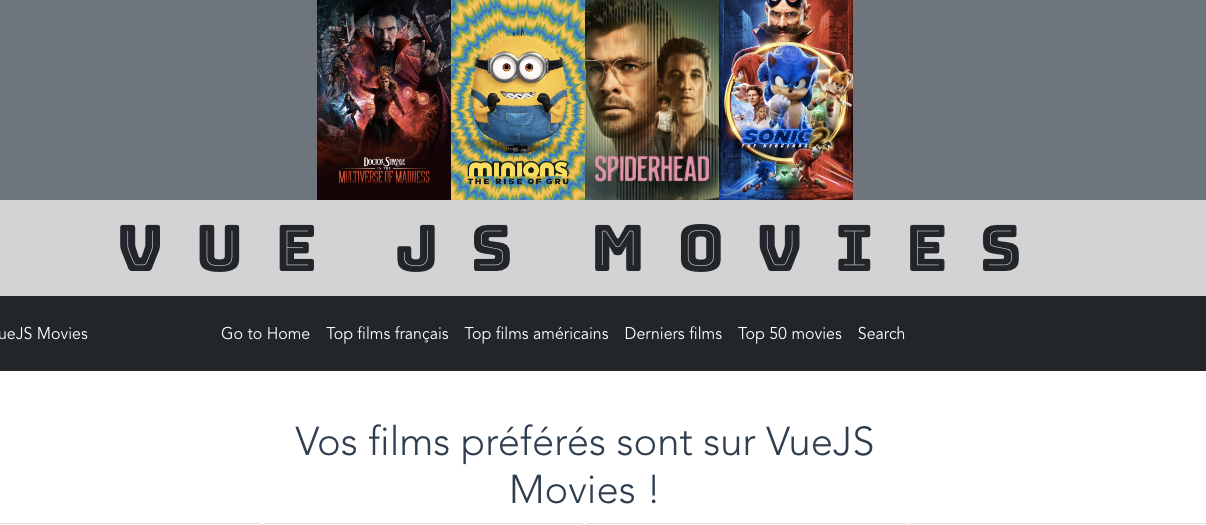 DOCTOR STRANGE
IN THE
MULTIVERSE OF MADNESS
MINIONS
THE RISE OF GRU
SPIDERHEAD
SONIC 2
THE HEDGEHOG
VUE JS MOVIES
ueJS Movies
Go to Home Top films français Top films américains Derniers films Top 50 movies Search
Vos films préférés sont sur VueJS
Movies !